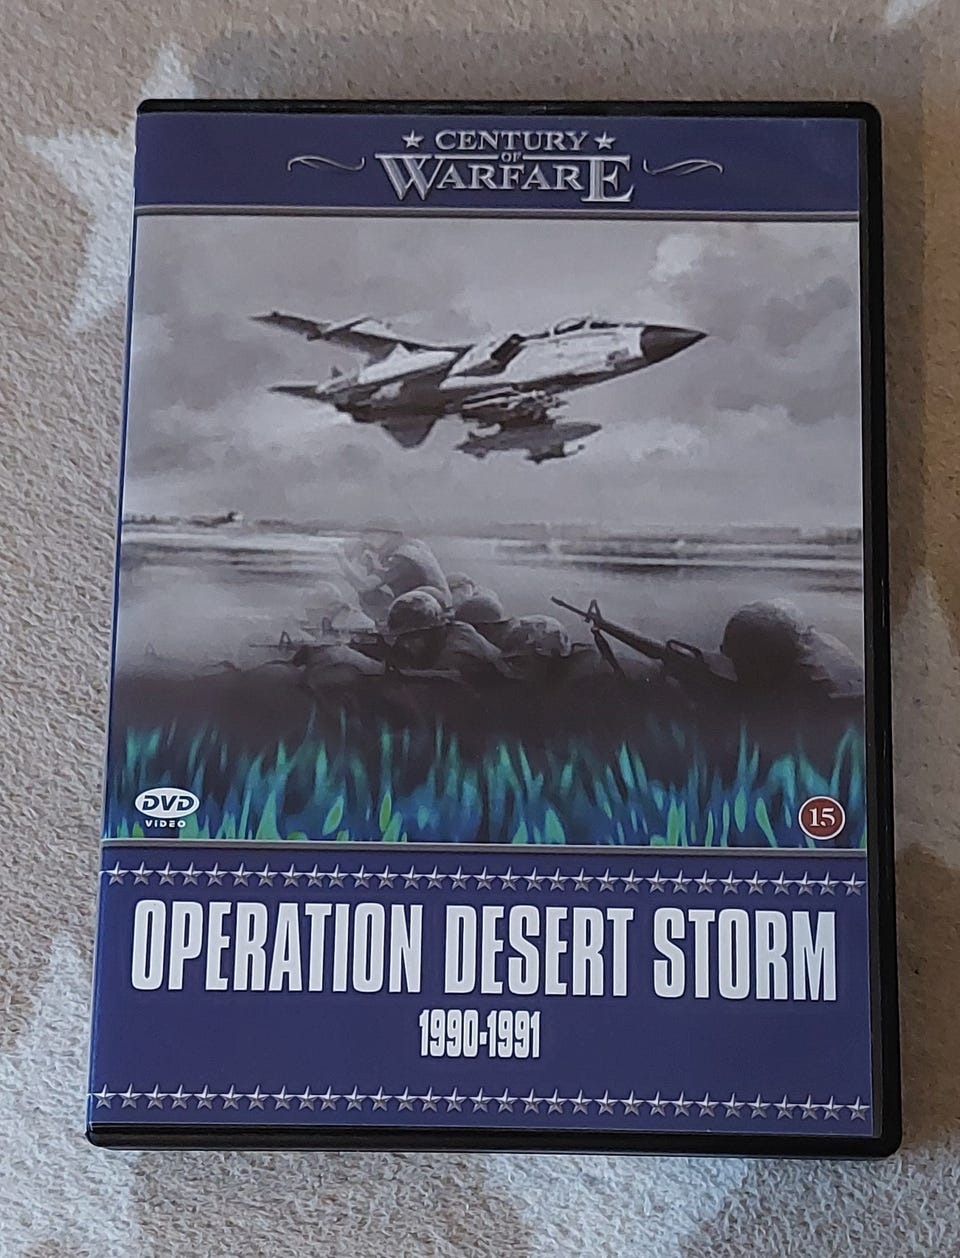 CENTURY
OF
WARFARE
DVD
VIDEO
15
OPERATION DESERT STORM
1990-1991